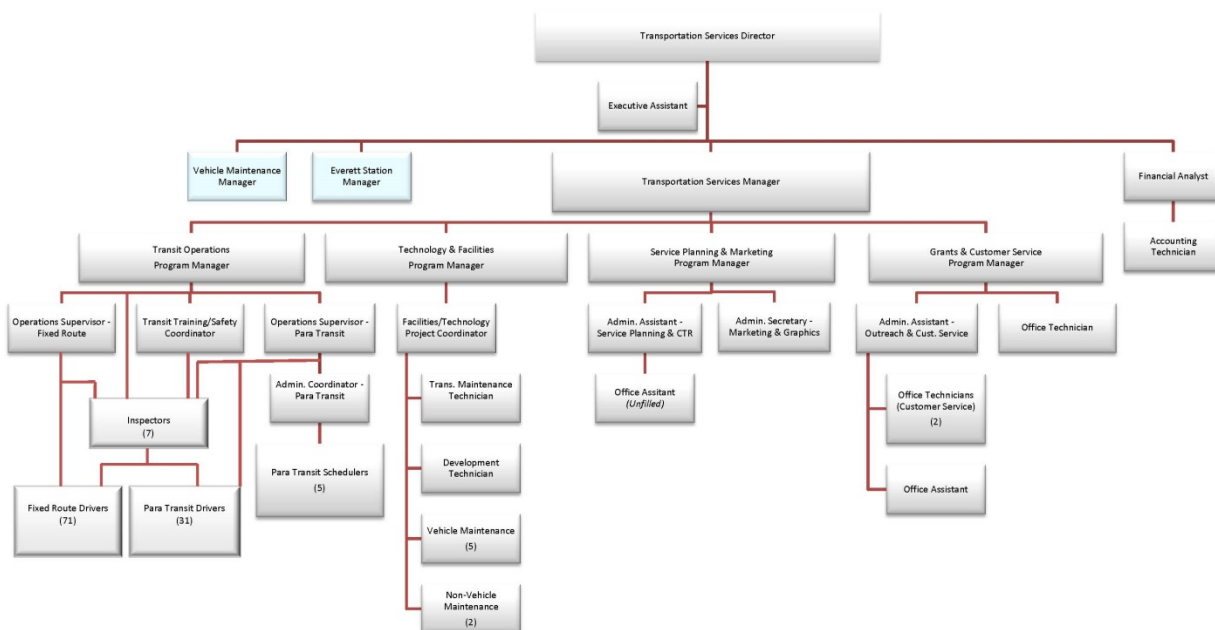 Transportation Services Director
Executive Assistant
Vehicle Maintenance
Manager
Everett Station
Manager
Transportation Services Manager
Financial Analyst
Accounting
Technician
Transit Operations
Program Manager
Technology & Facilities
Program Manager
Service Planning & Marketing
Program Manager
Grants & Customer Service
Program Manager
Operations Supervisor -
Fixed Route
Transit Training/Safety
Coordinator
Operations Supervisor -
Para Transit
Facilities/Technology
Project Coordinator
Admin. Assistant -
Service Planning & CTR
Admin. Secretary -
Marketing & Graphics
Admin. Assistant -
Outreach & Cust. Service
Office Technician
Inspectors
(7)
Admin. Coordinator -
Para Transit
Trans. Maintenance
Technician
Office Assitant
(Unfilled)
Office Technicians
(Customer Service)
(2)
Para Transit Schedulers
(5)
Development
Technician
Office Assistant
Fixed Route Drivers
(71)
Para Transit Drivers
(31)
Vehicle Maintenance
(5)
Non-Vehicle
Maintenance
(2)